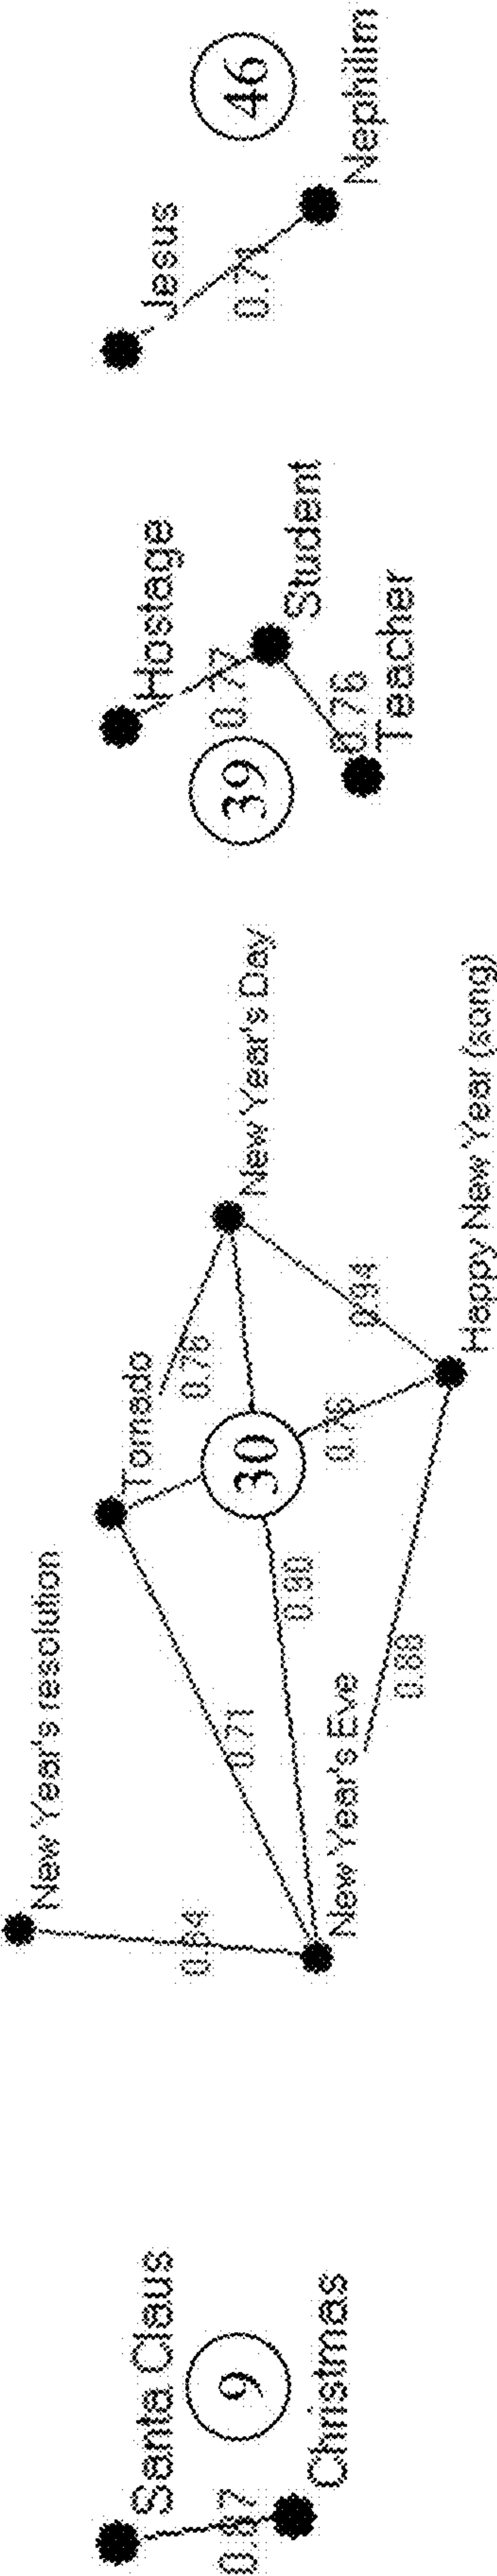 Santa Claus
0.87
9
Christmas
New Year's resolution
0.64
Tornado
0.71
0.76
30
New Year's Day
0.90
0.76
0.94
New Year's Eve
0.88
Happy New Year (song)
Hostage
0.77
39
Student
0.76
Teacher
Jesus
0.71
46
Nephilim